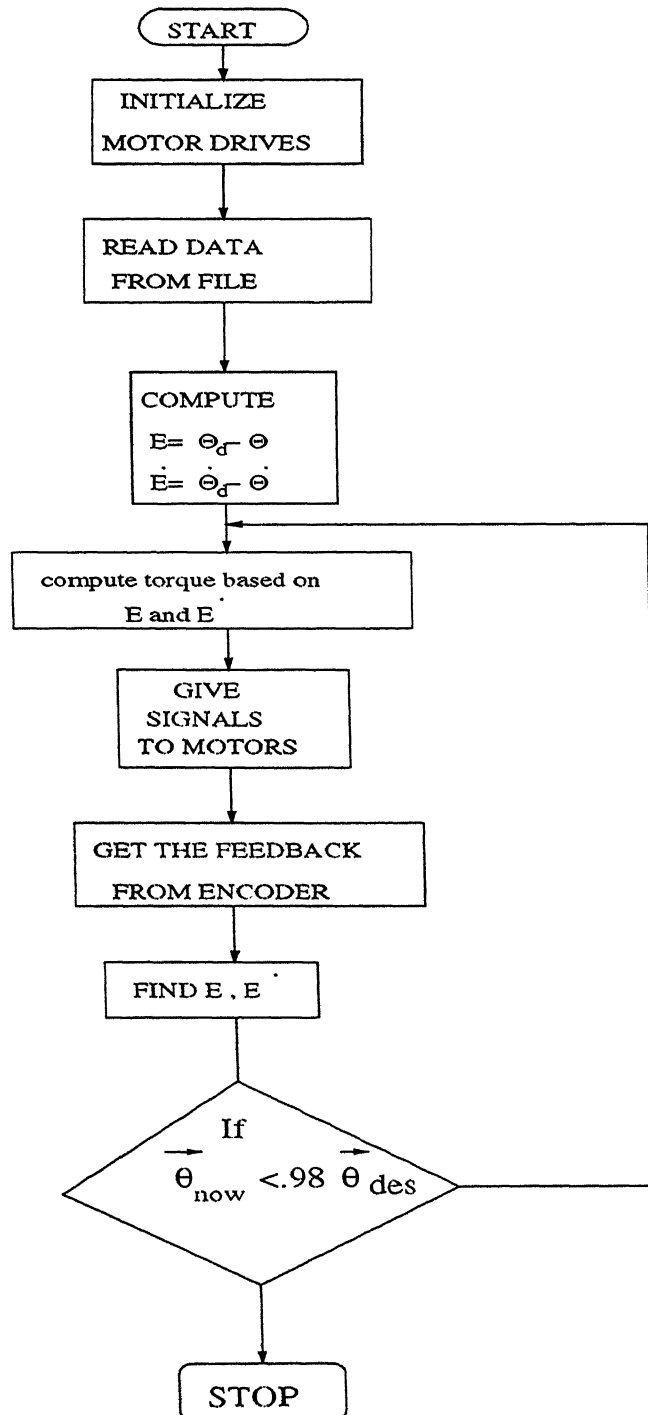 START
INITIALIZE
MOTOR DRIVES
READ DATA
FROM FILE
COMPUTE
E= Θd- Θ
Ė= Θ̇d- Θ̇
compute torque based on
E and Ė
GIVE
SIGNALS
TO MOTORS
GET THE FEEDBACK
FROM ENCODER
FIND E , Ė
If
θ⃗now <.98 θ⃗des
STOP